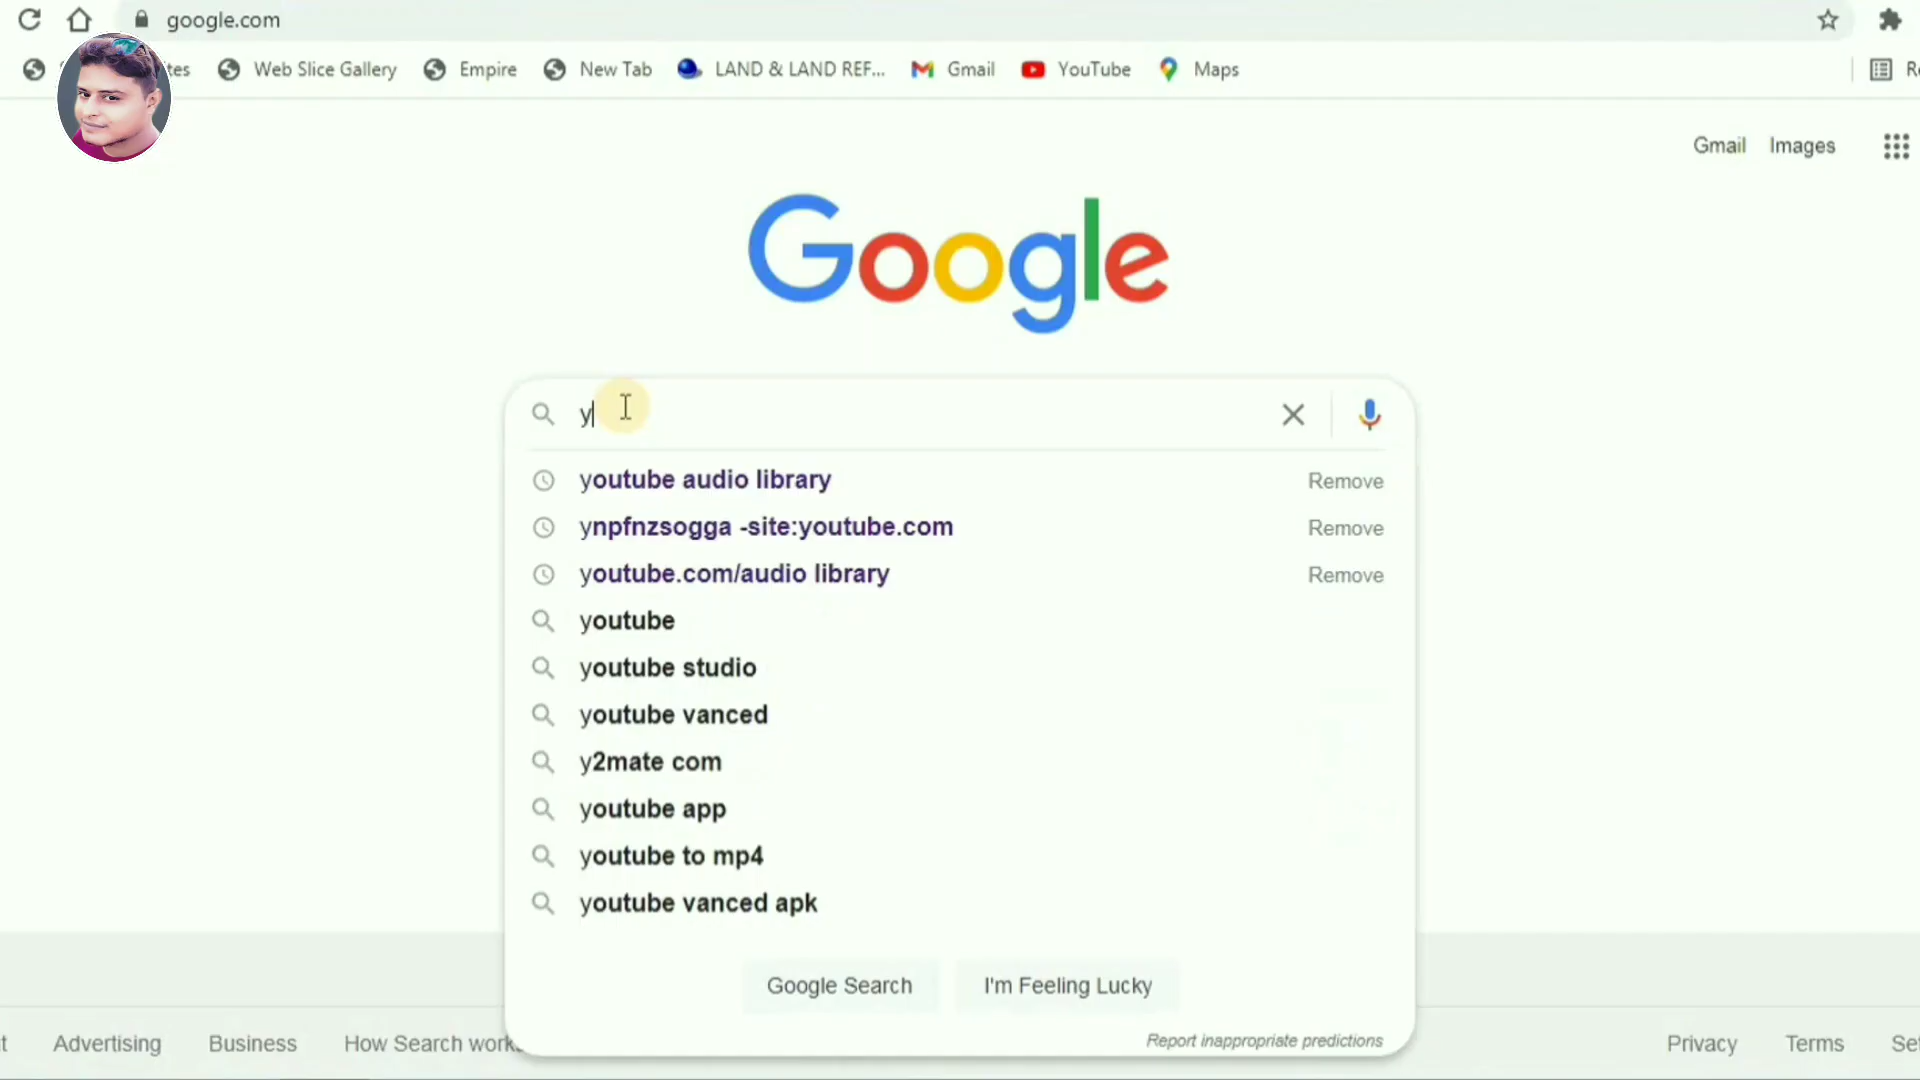 google.com
tes Web Slice Gallery Empire New Tab LAND & LAND REF... Gmail YouTube Maps
Gmail Images
Google
y
youtube audio library Remove
ynpfnzsogga -site:youtube.com Remove
youtube.com/audio library Remove
youtube
youtube studio
youtube vanced
y2mate com
youtube app
youtube to mp4
youtube vanced apk
Google Search I'm Feeling Lucky
Report inappropriate predictions
Advertising Business How Search work Privacy Terms